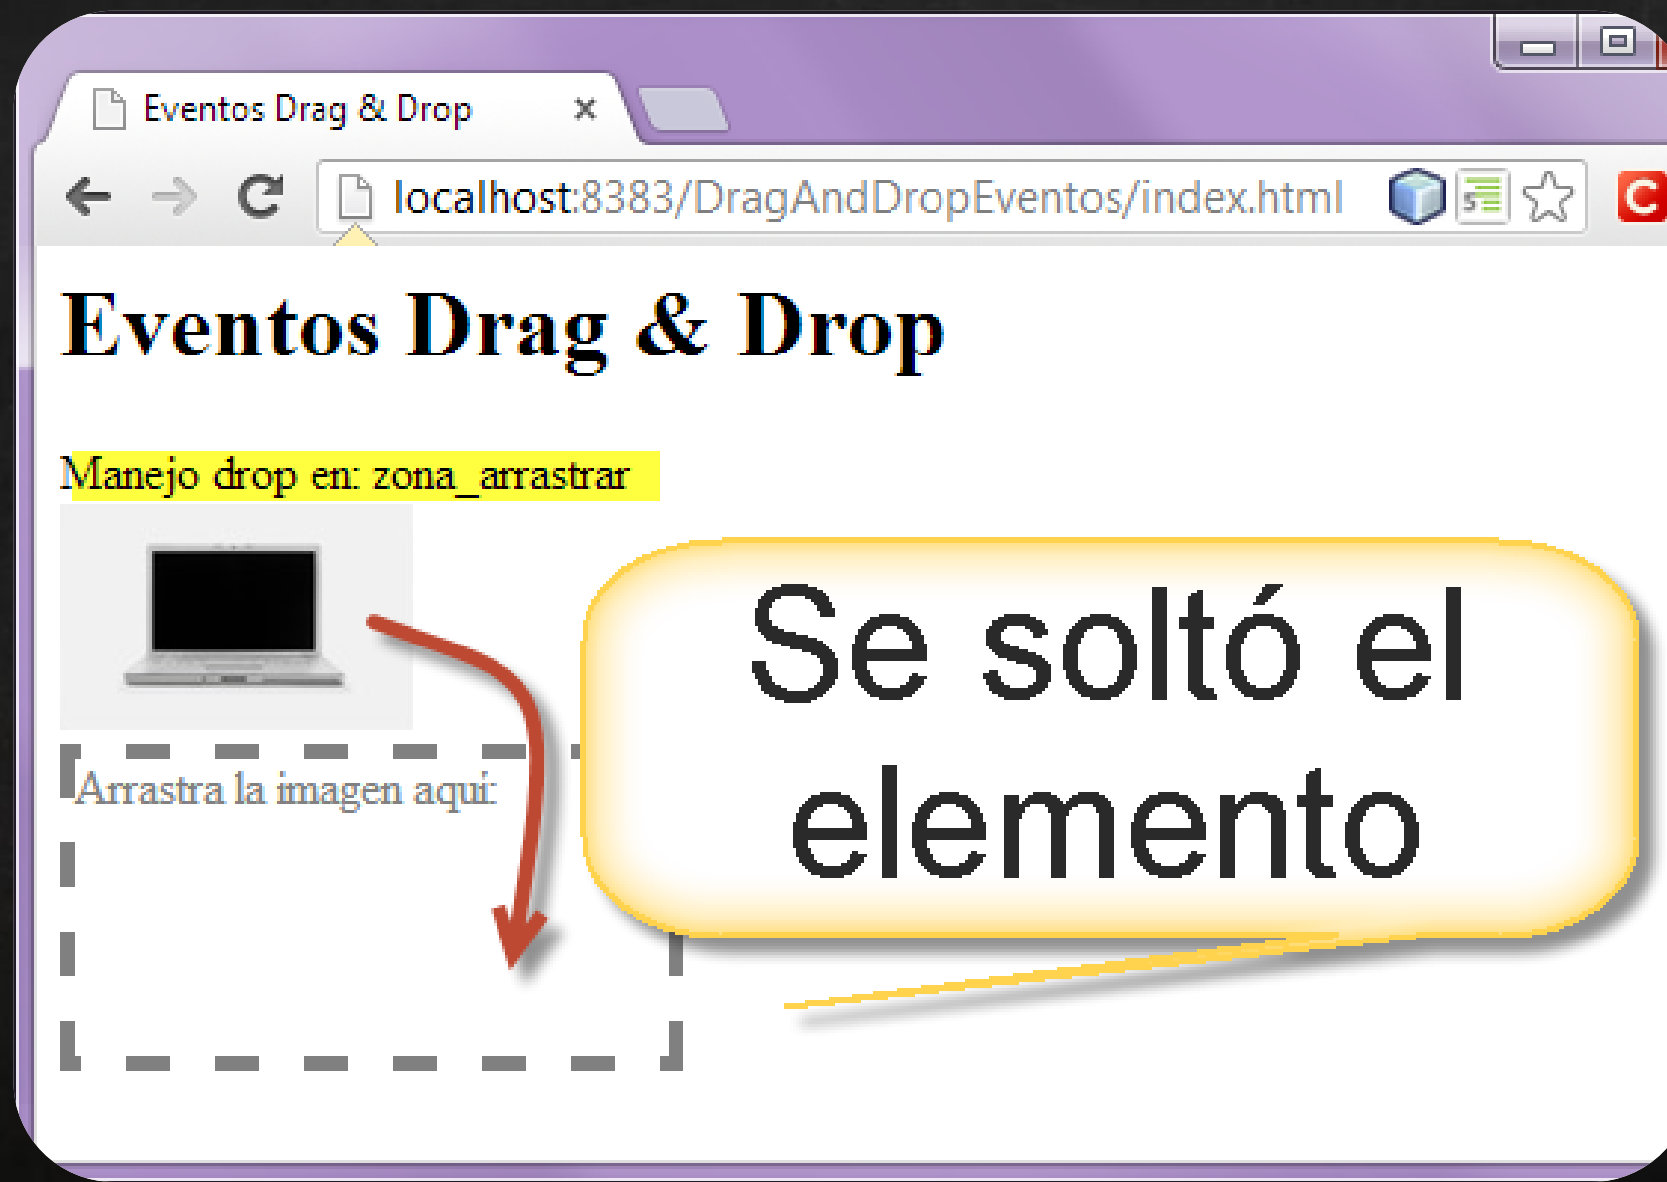 Eventos Drag & Drop
localhost:8383/DragAndDropEventos/index.html
C
Eventos Drag & Drop
Manejo drop en: zona_arrastrar
Se soltó el
elemento
Arrastra la imagen aquí: